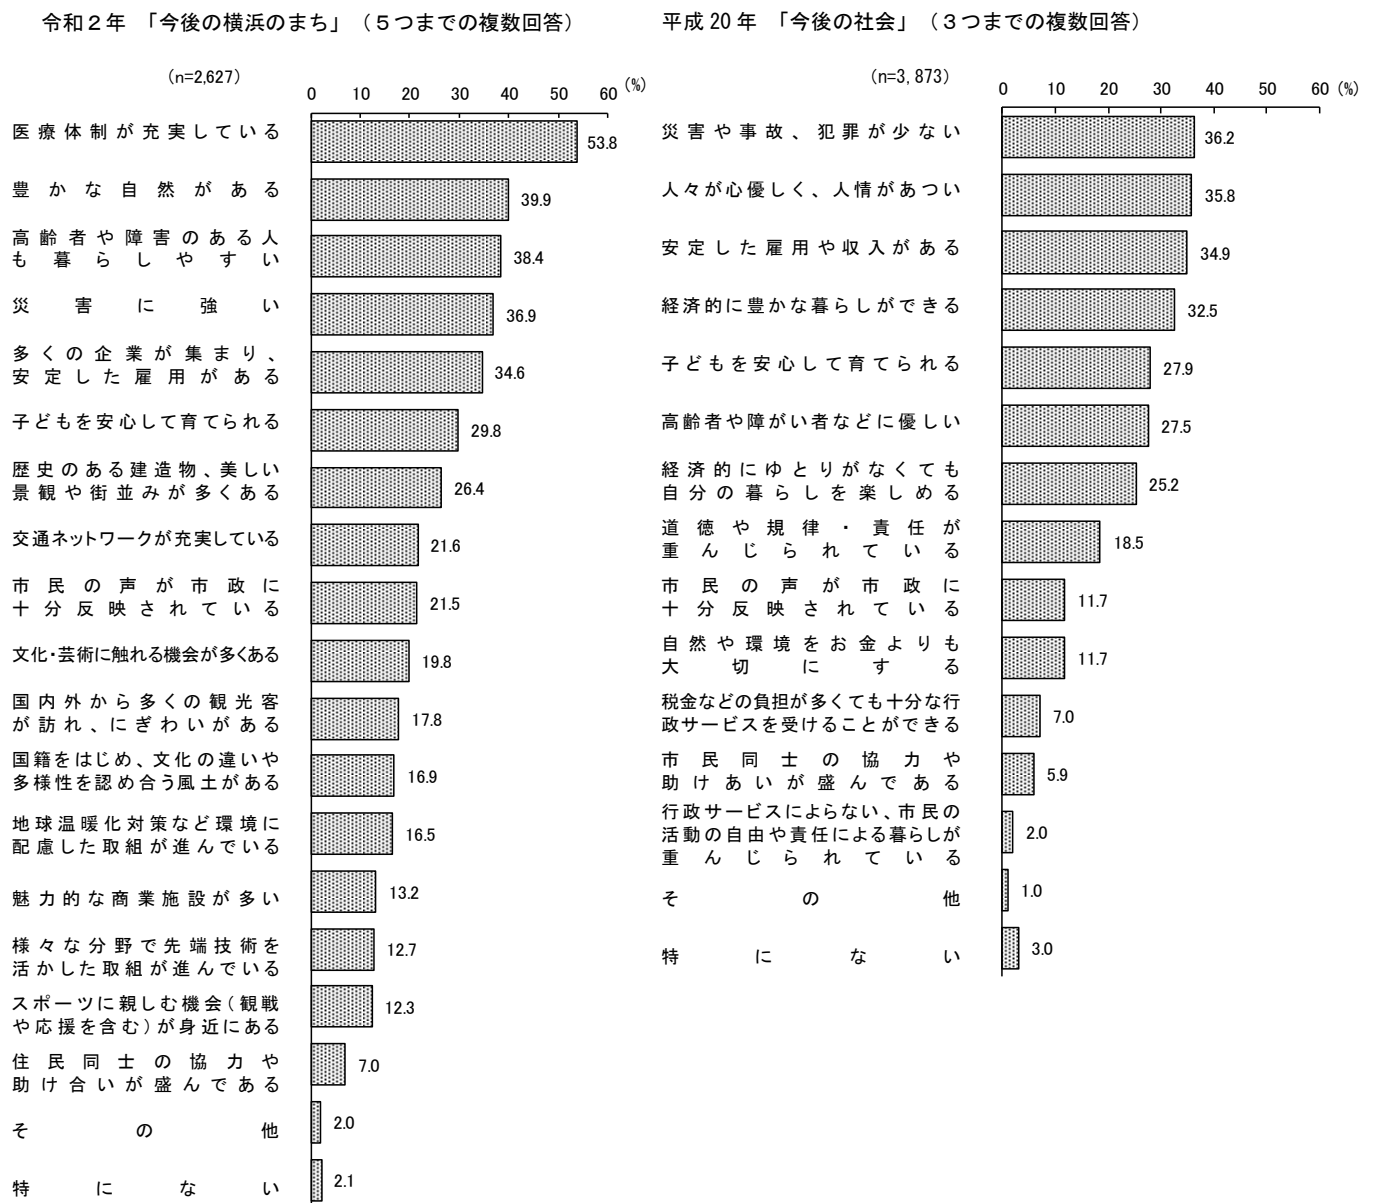 令和２年 「今後の横浜のまち」（５つまでの複数回答）
(n=2,627)
0 10 20 30 40 50 60 (%)
医療体制が充実している 53.8
豊かな自然がある 39.9
高齢者や障害のある人
も暮らしやすい 38.4
災害に強い 36.9
多くの企業が集まり、
安定した雇用がある 34.6
子どもを安心して育てられる 29.8
歴史のある建造物、美しい
景観や街並みが多くある 26.4
交通ネットワークが充実している 21.6
市民の声が市政に
十分反映されている 21.5
文化・芸術に触れる機会が多くある 19.8
国内外から多くの観光客
が訪れ、にぎわいがある 17.8
国籍をはじめ、文化の違いや
多様性を認め合う風土がある 16.9
地球温暖化対策など環境に
配慮した取組が進んでいる 16.5
魅力的な商業施設が多い 13.2
様々な分野で先端技術を
活かした取組が進んでいる 12.7
スポーツに親しむ機会(観戦
や応援を含む)が身近にある 12.3
住民同士の協力や
助け合いが盛んである 7.0
その他 2.0
特にない 2.1
平成 20 年 「今後の社会」（３つまでの複数回答）
(n=3,873)
0 10 20 30 40 50 60 (%)
災害や事故、犯罪が少ない 36.2
人々が心優しく、人情があつい 35.8
安定した雇用や収入がある 34.9
経済的に豊かな暮らしができる 32.5
子どもを安心して育てられる 27.9
高齢者や障がい者などに優しい 27.5
経済的にゆとりがなくても
自分の暮らしを楽しめる 25.2
道徳や規律・責任が
重んじられている 18.5
市民の声が市政に
十分反映されている 11.7
自然や環境をお金よりも
大切にする 11.7
税金などの負担が多くても十分な行
政サービスを受けることができる 7.0
市民同士の協力や
助けあいが盛んである 5.9
行政サービスによらない、市民の
活動の自由や責任による暮らしが
重んじられている 2.0
その他 1.0
特にない 3.0